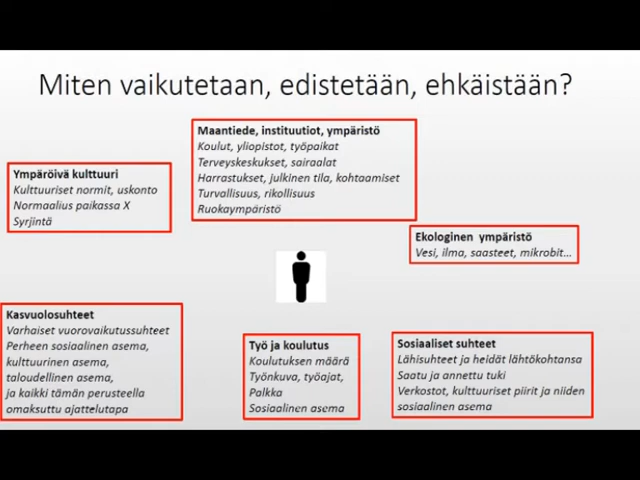 Miten vaikutetaan, edistetään, ehkäistään?
Maantiede, instituutiot, ympäristö
Koulut, yliopistot, työpaikat
Terveyskeskukset, sairaalat
Harrastukset, julkinen tila, kohtaamiset
Turvallisuus, rikollisuus
Ruokaympäristö
Ympäröivä kulttuuri
Kulttuuriset normit, uskonto
Normaalius paikassa X
Syrjintä
Ekologinen ympäristö
Vesi, ilma, saasteet, mikrobit...
Kasvuolosuhteet
Varhaiset vuorovaikutussuhteet
Perheen sosiaalinen asema,
kulttuurinen asema,
taloudellinen asema,
ja kaikki tämän perusteella
omaksuttu ajattelutapa
Työ ja koulutus
Koulutuksen määrä
Työnkuva, työajat,
Palkka
Sosiaalinen asema
Sosiaaliset suhteet
Lähisuhteet ja heidät lähtökohtansa
Saatu ja annettu tuki
Verkostot, kulttuuriset piirit ja niiden
sosiaalinen asema